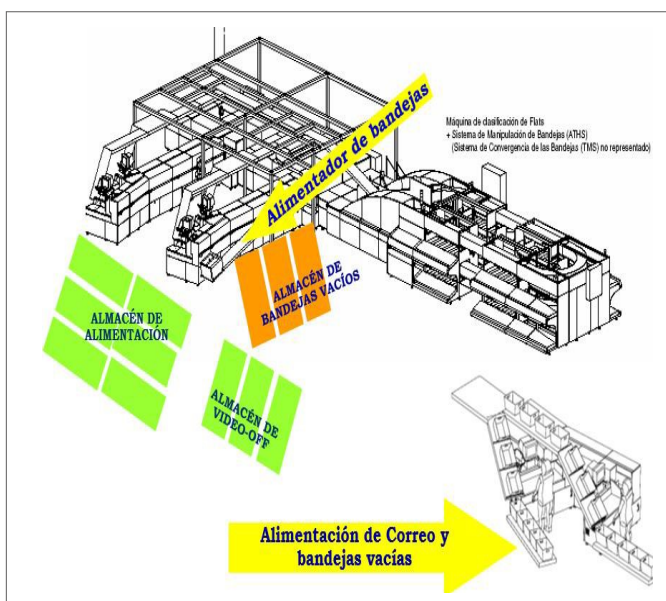 Alimentador de bandejas
Máquina de clasificación de Flats
+ Sistema de Manipulación de Bandejas (ATHS)
(Sistema de Convergencia de las Bandejas (TMS) no representado)
ALMACÉN DE
BANDEJAS VACÍOS
ALMACÉN DE
ALIMENTACIÓN
ALMACÉN DE
VIDEO-OFF
Alimentación de Correo y
bandejas vacías